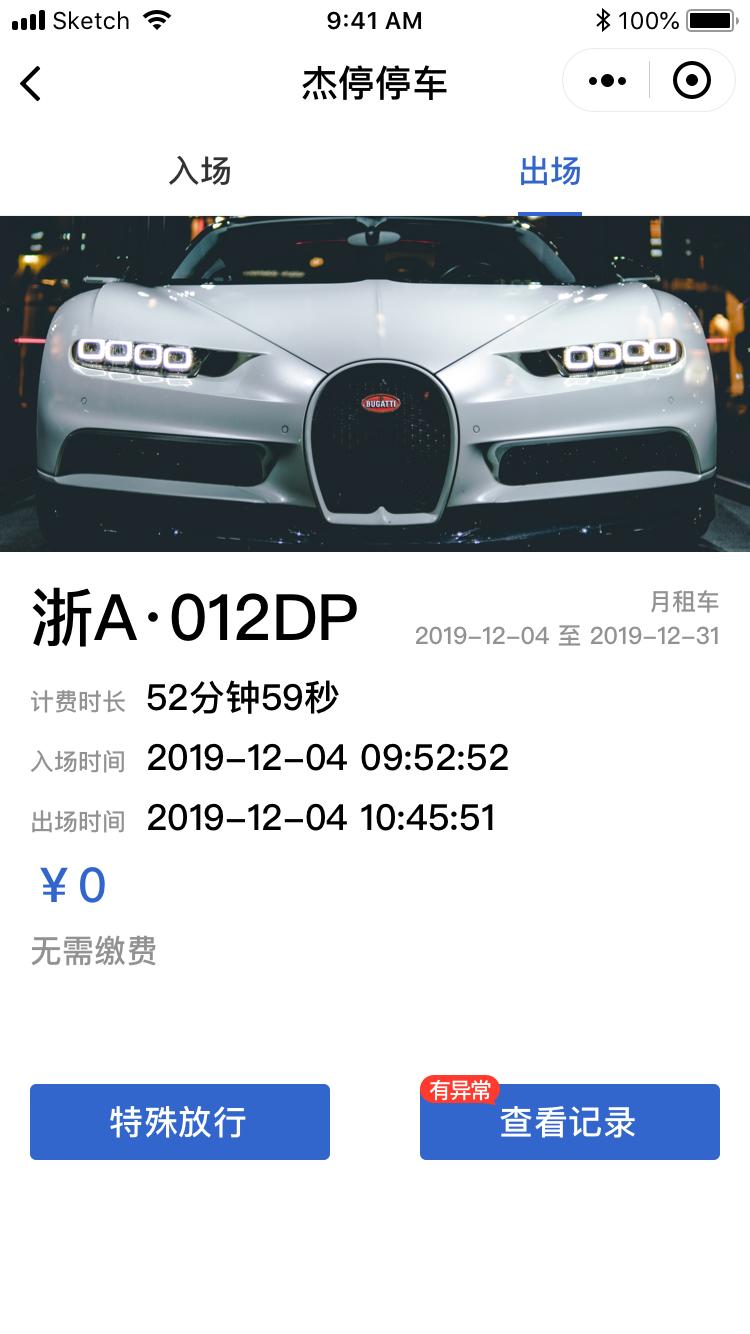 Sketch 9:41 AM 100%
杰停停车
入场 出场
BUGATTI
浙A·012DP
月租车
2019-12-04 至 2019-12-31
计费时长 52分钟59秒
入场时间 2019-12-04 09:52:52
出场时间 2019-12-04 10:45:51
¥0
无需缴费
特殊放行
有异常
查看记录